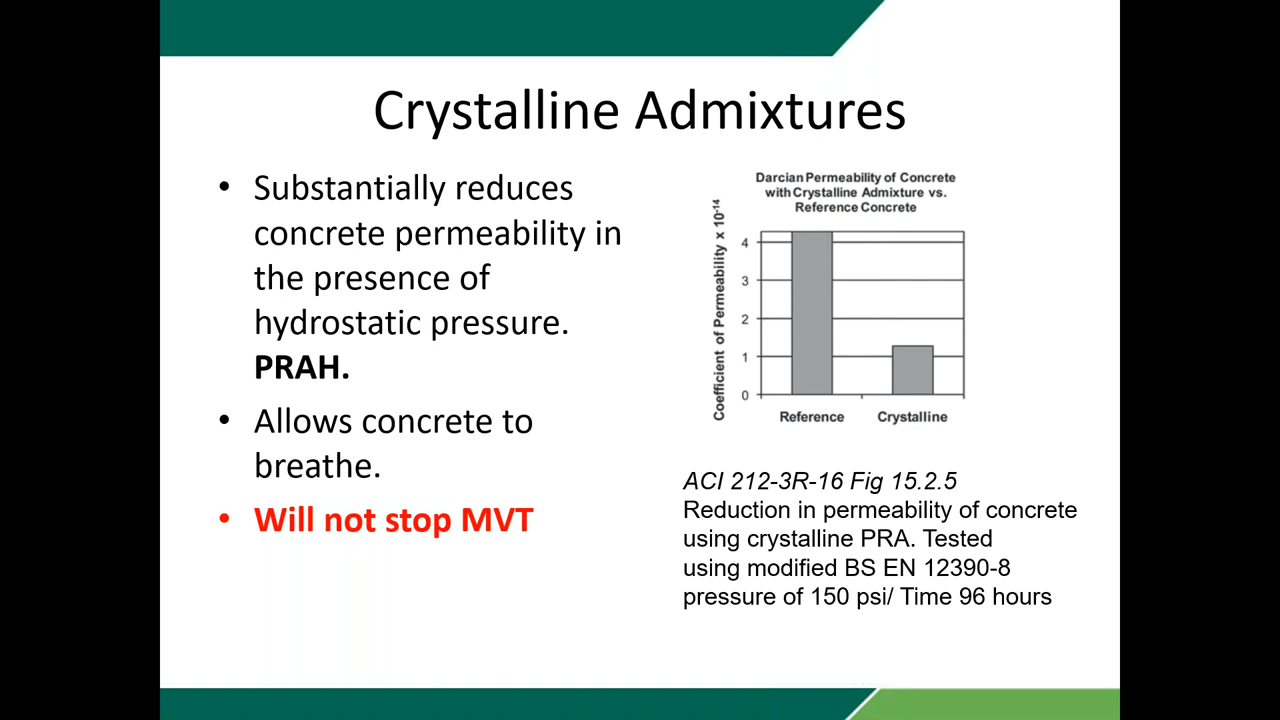 Crystalline Admixtures
• Substantially reduces
concrete permeability in
the presence of
hydrostatic pressure.
PRAH.
• Allows concrete to
breathe.
• Will not stop MVT
Darcian Permeability of Concrete
with Crystalline Admixture vs.
Reference Concrete
Coefficient of Permeability x 10⁻¹⁴
4
3
2
1
0
Reference Crystalline
ACI 212-3R-16 Fig 15.2.5
Reduction in permeability of concrete
using crystalline PRA. Tested
using modified BS EN 12390-8
pressure of 150 psi/ Time 96 hours